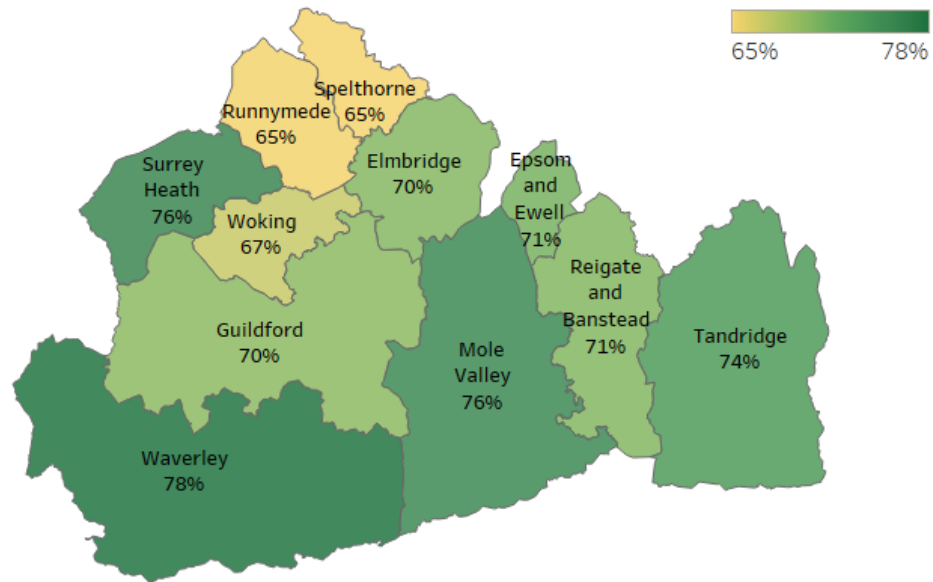 65%
78%
Spelthorne
65%
Runnymede
65%
Surrey
Heath
76%
Elmbridge
70%
Epsom
and
Ewell
71%
Woking
67%
Reigate
and
Banstead
71%
Guildford
70%
Mole
Valley
76%
Tandridge
74%
Waverley
78%